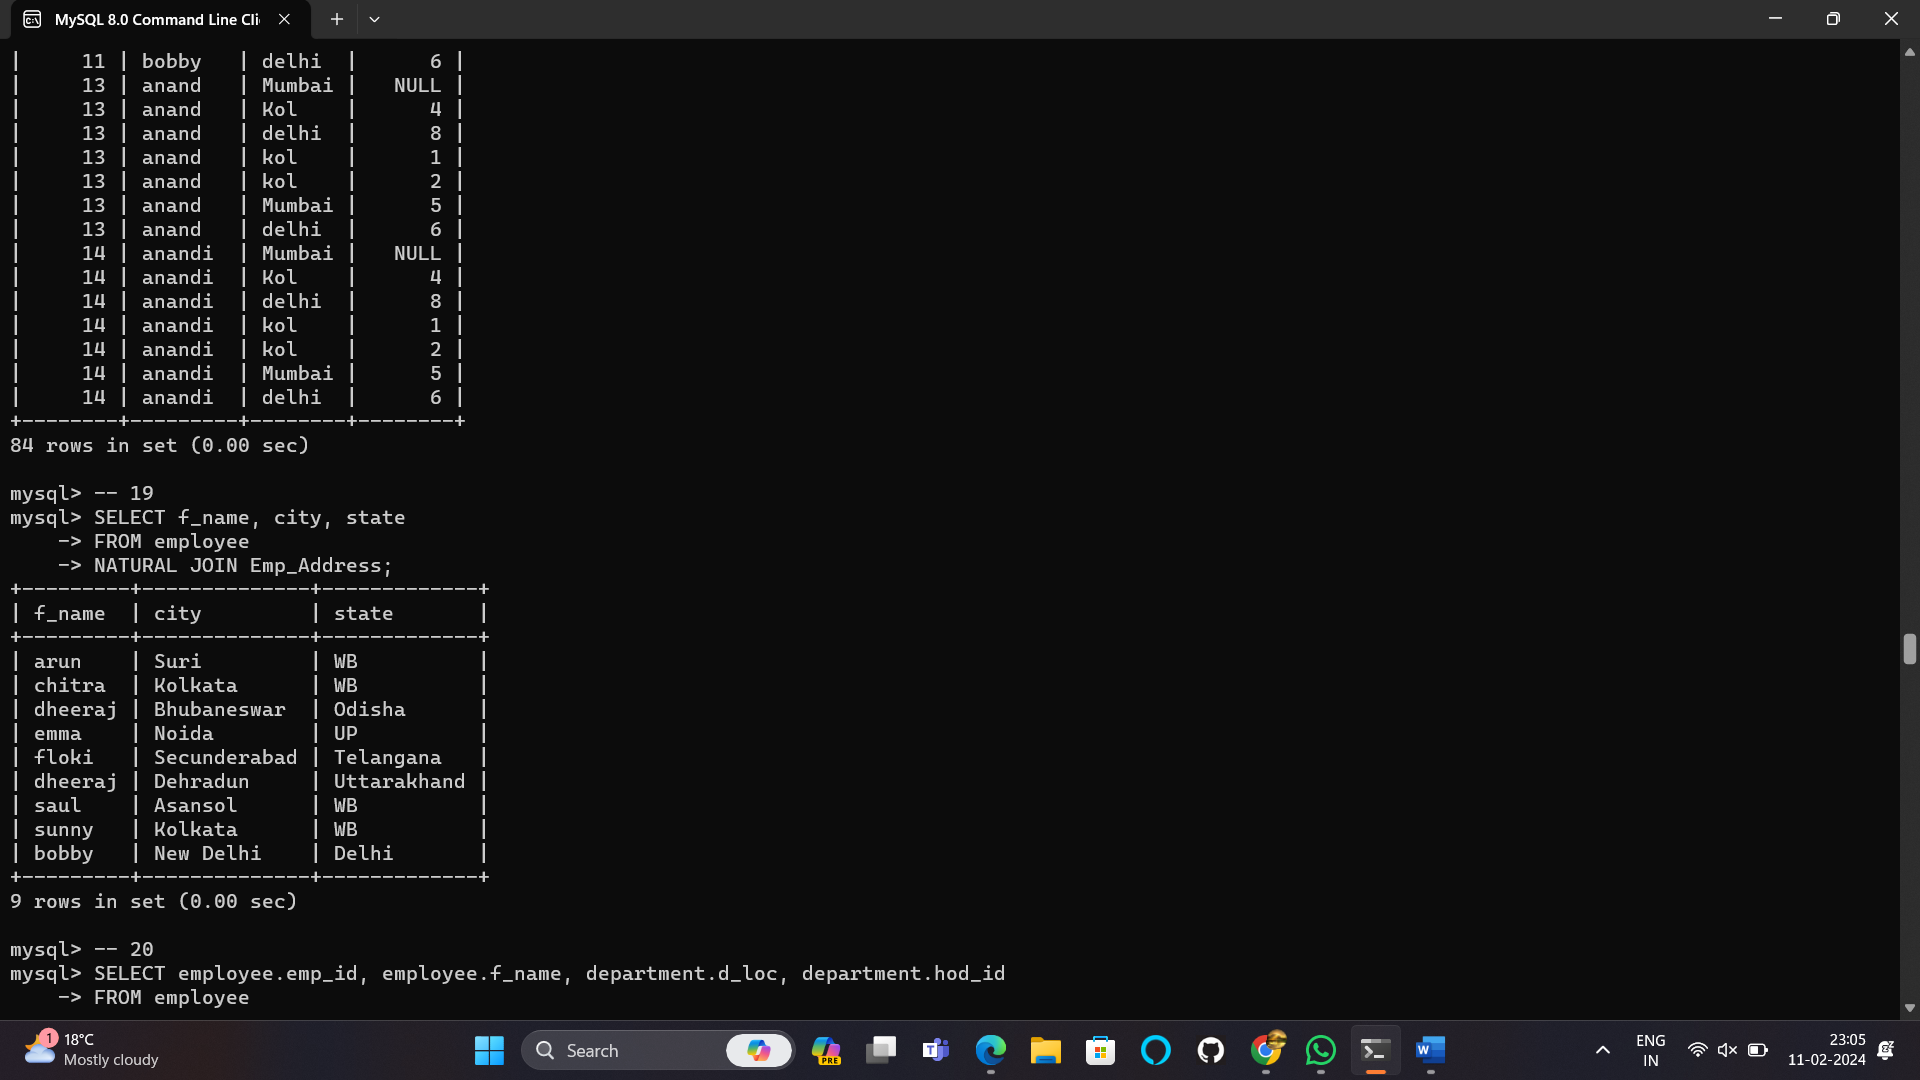 MySQL 8.0 Command Line Cli
|      11 | bobby   | delhi  |      6 |
|      13 | anand   | Mumbai |   NULL |
|      13 | anand   | Kol    |      4 |
|      13 | anand   | delhi  |      8 |
|      13 | anand   | kol    |      1 |
|      13 | anand   | kol    |      2 |
|      13 | anand   | Mumbai |      5 |
|      13 | anand   | delhi  |      6 |
|      14 | anandi  | Mumbai |   NULL |
|      14 | anandi  | Kol    |      4 |
|      14 | anandi  | delhi  |      8 |
|      14 | anandi  | kol    |      1 |
|      14 | anandi  | kol    |      2 |
|      14 | anandi  | Mumbai |      5 |
|      14 | anandi  | delhi  |      6 |
+--------+---------+--------+--------+
84 rows in set (0.00 sec)
mysql> -- 19
mysql> SELECT f_name, city, state
    -> FROM employee
    -> NATURAL JOIN Emp_Address;
+---------+--------------+-------------+
| f_name  | city         | state       |
+---------+--------------+-------------+
| arun    | Suri         | WB          |
| chitra  | Kolkata      | WB          |
| dheeraj | Bhubaneswar  | Odisha      |
| emma    | Noida        | UP          |
| floki   | Secunderabad | Telangana   |
| dheeraj | Dehradun     | Uttarakhand |
| saul    | Asansol      | WB          |
| sunny   | Kolkata      | WB          |
| bobby   | New Delhi    | Delhi       |
+---------+--------------+-------------+
9 rows in set (0.00 sec)
mysql> -- 20
mysql> SELECT employee.emp_id, employee.f_name, department.d_loc, department.hod_id
    -> FROM employee
1
18°C
Mostly cloudy
Search
PRE
ENG
IN
23:05
11-02-2024